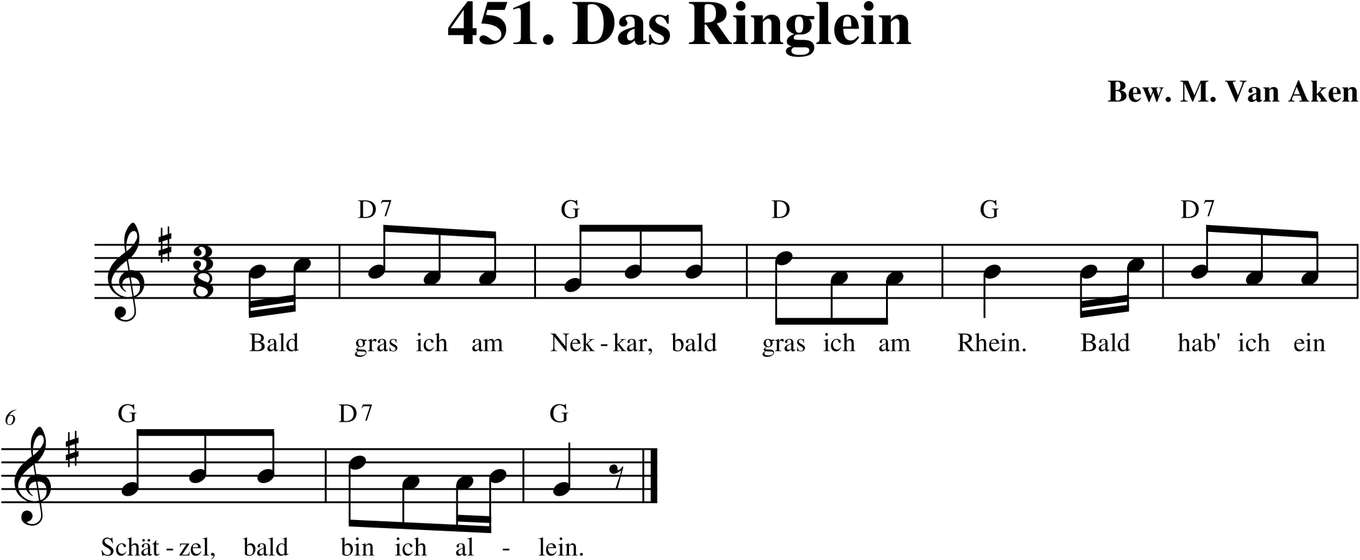 451. Das Ringlein
Bew. M. Van Aken
D7 G D G D7
3
8
Bald gras ich am Nek - kar, bald gras ich am Rhein. Bald hab' ich ein
6
G D7 G
Schät - zel, bald bin ich al - lein.